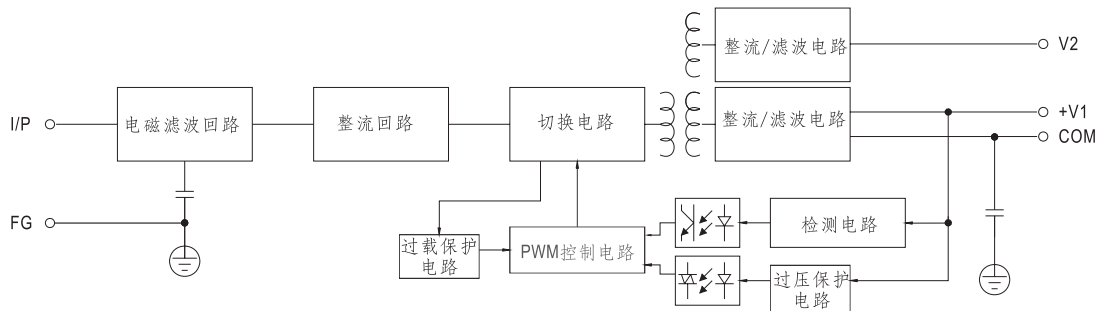 整流/滤波电路
V2
I/P
电磁滤波回路
整流回路
切换电路
整流/滤波电路
+V1
COM
FG
过载保护
电路
PWM控制电路
检测电路
过压保护
电路